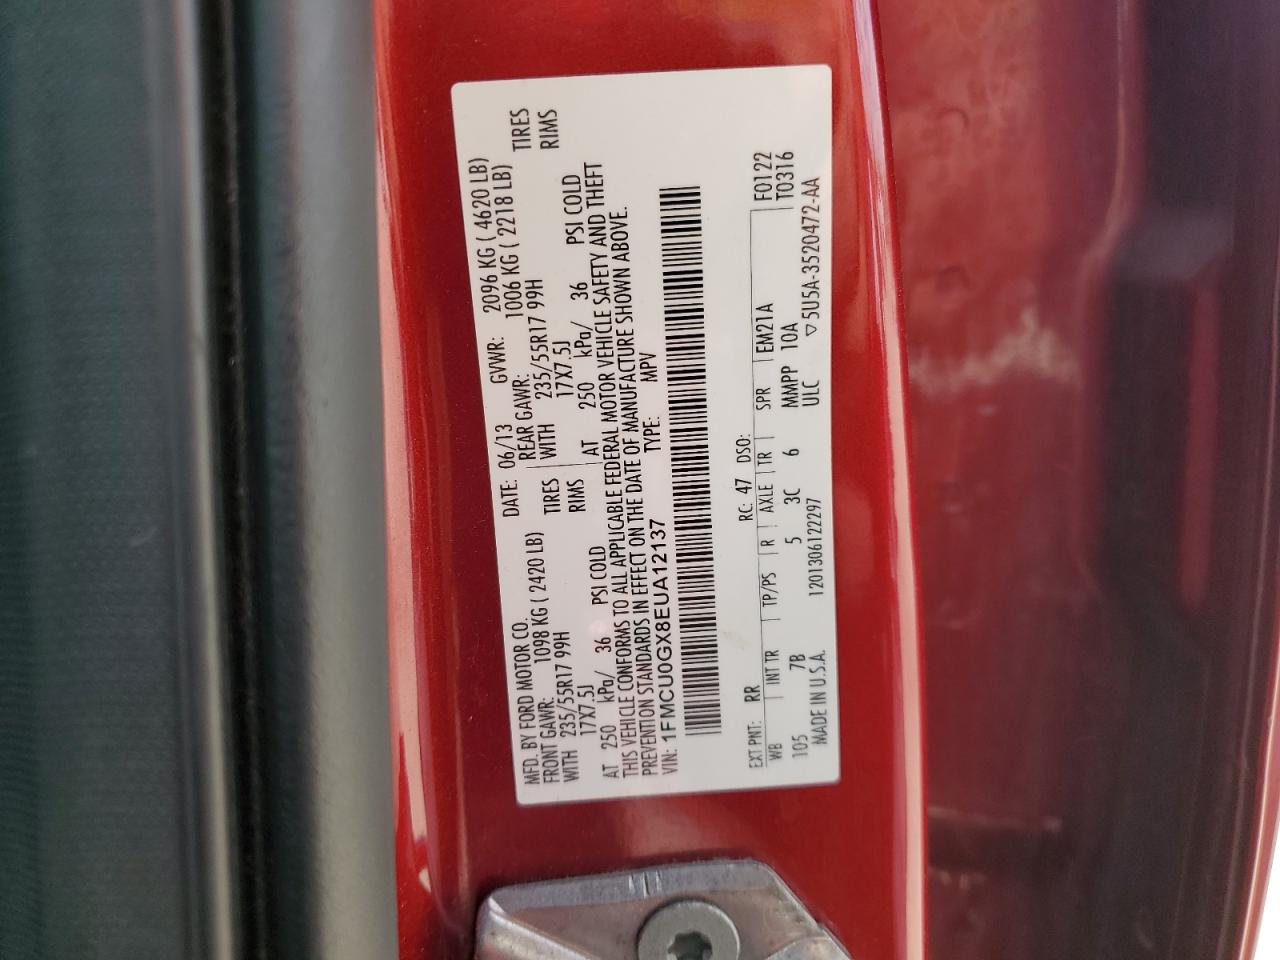 MFD. BY FORD MOTOR CO. DATE: 06/13 GVWR: 2096 KG ( 4620 LB)
FRONT GAWR: 1098 KG ( 2420 LB) REAR GAWR: 1006 KG ( 2218 LB)
WITH 235/55R17 99H TIRES WITH 235/55R17 99H TIRES
17X7.5J RIMS 17X7.5J RIMS
AT 250 kPa/ 36 PSI COLD AT 250 kPa/ 36 PSI COLD
THIS VEHICLE CONFORMS TO ALL APPLICABLE FEDERAL MOTOR VEHICLE SAFETY AND THEFT
PREVENTION STANDARDS IN EFFECT ON THE DATE OF MANUFACTURE SHOWN ABOVE.
VIN: 1FMCU0GX8EUA12137 TYPE: MPV
EXT PNT: RR RC: 47 DSO: F0122
WB INT TR TP/PS R AXLE TR SPR EM21A T0316
105 7B 5 3C 6 MMPP 10A
MADE IN U.S.A. 1201306122297 ULC ▽5U5A-3520472-AA